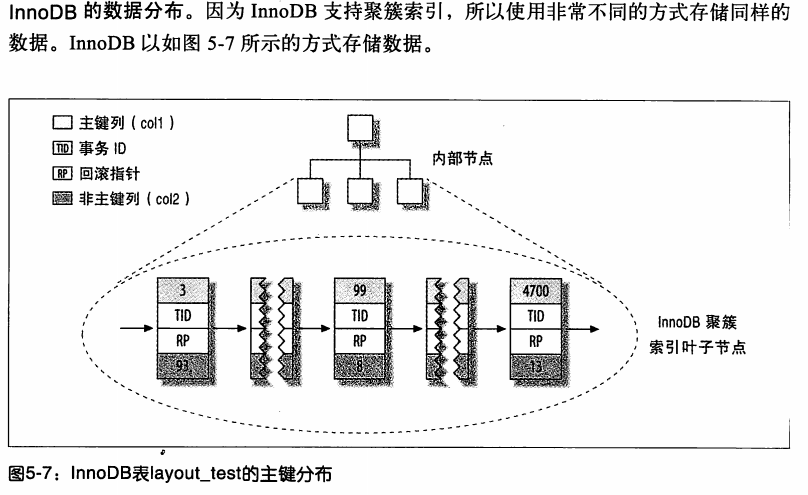 InnoDB 的数据分布。因为 InnoDB 支持聚簇索引，所以使用非常不同的方式存储同样的
数据。InnoDB 以如图 5-7 所示的方式存储数据。
主键列（col1）
TID 事务 ID
RP 回滚指针
非主键列（col2）
内部节点
3 99 4700
TID TID TID
RP RP RP
93 8 13
InnoDB 聚簇
索引叶子节点
图5-7：InnoDB表layout_test的主键分布